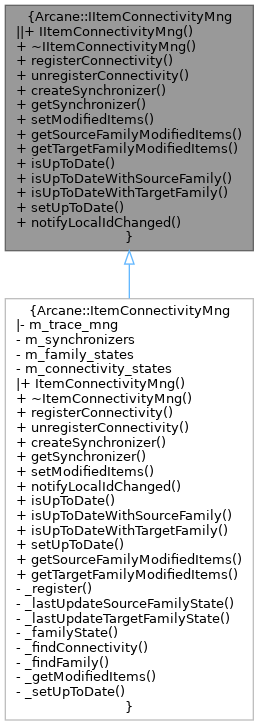 {Arcane::IItemConnectivityMng
||+ IItemConnectivityMng()
+ ~IItemConnectivityMng()
+ registerConnectivity()
+ unregisterConnectivity()
+ createSynchronizer()
+ getSynchronizer()
+ setModifiedItems()
+ getSourceFamilyModifiedItems()
+ getTargetFamilyModifiedItems()
+ isUpToDate()
+ isUpToDateWithSourceFamily()
+ isUpToDateWithTargetFamily()
+ setUpToDate()
+ notifyLocalIdChanged()
}
{Arcane::ItemConnectivityMng
|- m_trace_mng
- m_synchronizers
- m_family_states
- m_connectivity_states
|+ ItemConnectivityMng()
+ ~ItemConnectivityMng()
+ registerConnectivity()
+ unregisterConnectivity()
+ createSynchronizer()
+ getSynchronizer()
+ setModifiedItems()
+ notifyLocalIdChanged()
+ isUpToDate()
+ isUpToDateWithSourceFamily()
+ isUpToDateWithTargetFamily()
+ setUpToDate()
+ getSourceFamilyModifiedItems()
+ getTargetFamilyModifiedItems()
- _register()
- _lastUpdateSourceFamilyState()
- _lastUpdateTargetFamilyState()
- _familyState()
- _findConnectivity()
- _findFamily()
- _getModifiedItems()
- _setUpToDate()
}